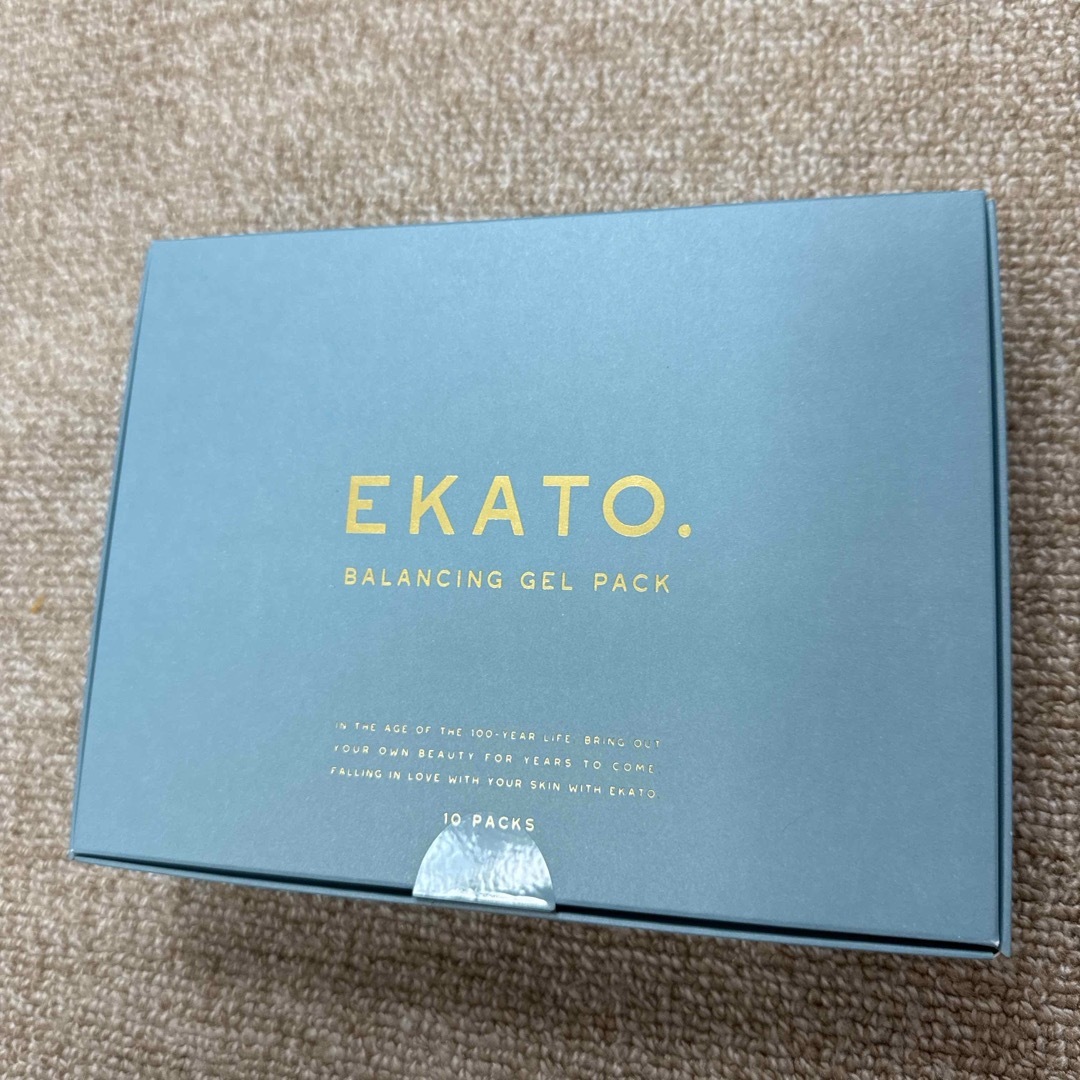 EKATO.
BALANCING GEL PACK
IN THE AGE OF THE 100-YEAR LIFE. BRING OUT
YOUR OWN BEAUTY FOR YEARS TO COME
FALLING IN LOVE WITH YOUR SKIN WITH EKATO.
10 PACKS